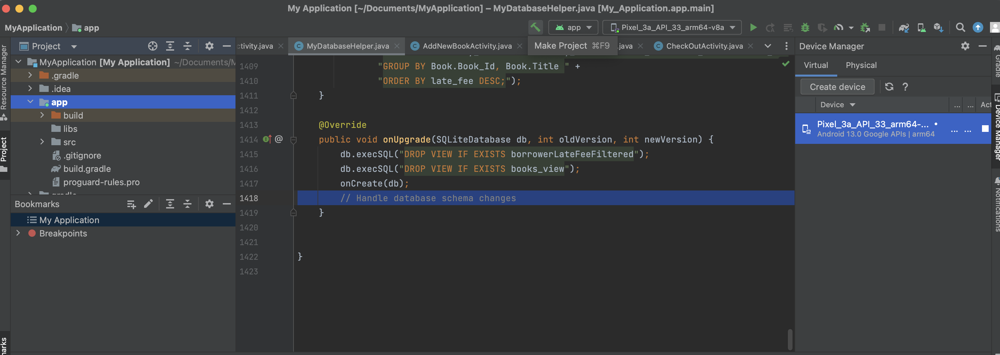 My Application [~/Documents/MyApplication] – MyDatabaseHelper.java [My_Application.app.main]
MyApplication
app
app
Pixel_3a_API_33_arm64-v8a
Make Project ⌘F9
Resource Manager
Project
Project
MyApplication [My Application] ~/Documents/M
.gradle
.idea
app
build
libs
src
.gitignore
build.gradle
proguard-rules.pro
Bookmarks
My Application
Breakpoints
ctivity.java
MyDatabaseHelper.java
AddNewBookActivity.java
.java
CheckOutActivity.java
1409 "GROUP BY Book.Book_Id, Book.Title " +
1410 "ORDER BY late_fee DESC;");
1411 }
1412
1413 @Override
1414 @ public void onUpgrade(SQLiteDatabase db, int oldVersion, int newVersion) {
1415 db.execSQL("DROP VIEW IF EXISTS borrowerLateFeeFiltered");
1416 db.execSQL("DROP VIEW IF EXISTS books_view");
1417 onCreate(db);
1418 // Handle database schema changes
1419 }
1420
1421
1422 }
1423
Device Manager
Virtual
Physical
Create device
?
Device
... ... Act
Pixel_3a_API_33_arm64-... •
Android 13.0 Google APIs | arm64
... ...
Gradle
Device Manager
Notifications